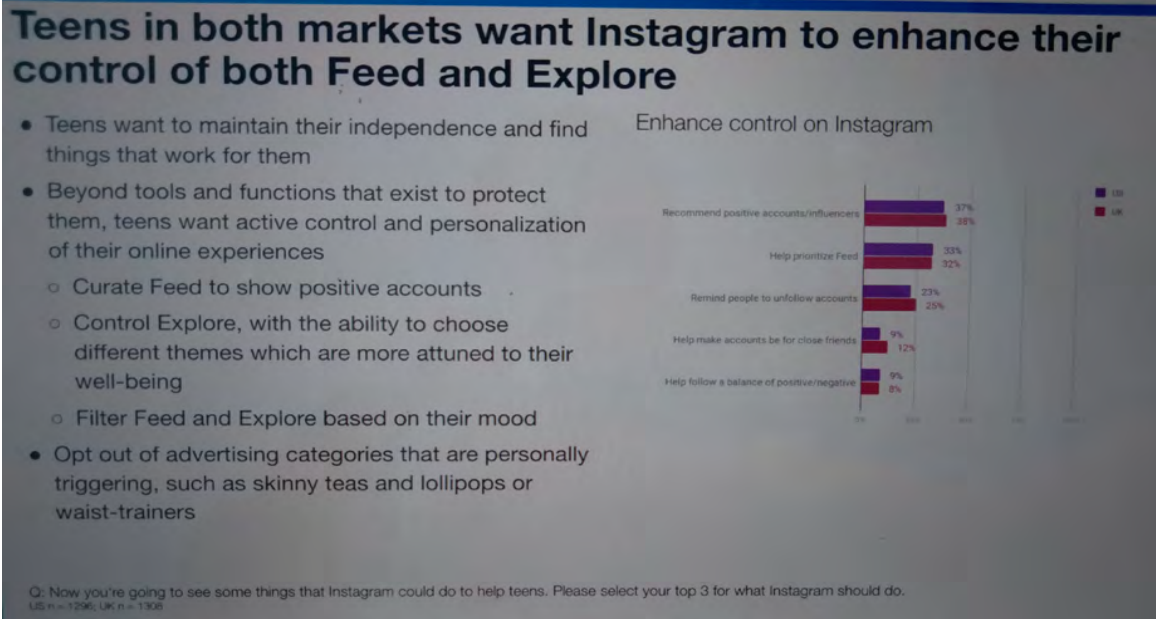 Teens in both markets want Instagram to enhance their
control of both Feed and Explore
• Teens want to maintain their independence and find
things that work for them
• Beyond tools and functions that exist to protect
them, teens want active control and personalization
of their online experiences
○ Curate Feed to show positive accounts
○ Control Explore, with the ability to choose
different themes which are more attuned to their
well-being
○ Filter Feed and Explore based on their mood
• Opt out of advertising categories that are personally
triggering, such as skinny teas and lollipops or
waist-trainers
Enhance control on Instagram
US
UK
Recommend positive accounts/influencers
37%
38%
Help prioritize Feed
33%
32%
Remind people to unfollow accounts
23%
25%
Help make accounts be for close friends
9%
12%
Help follow a balance of positive/negative
9%
8%
0%
Q: Now you're going to see some things that Instagram could do to help teens. Please select your top 3 for what Instagram should do.
US n = 1296; UK n = 1308